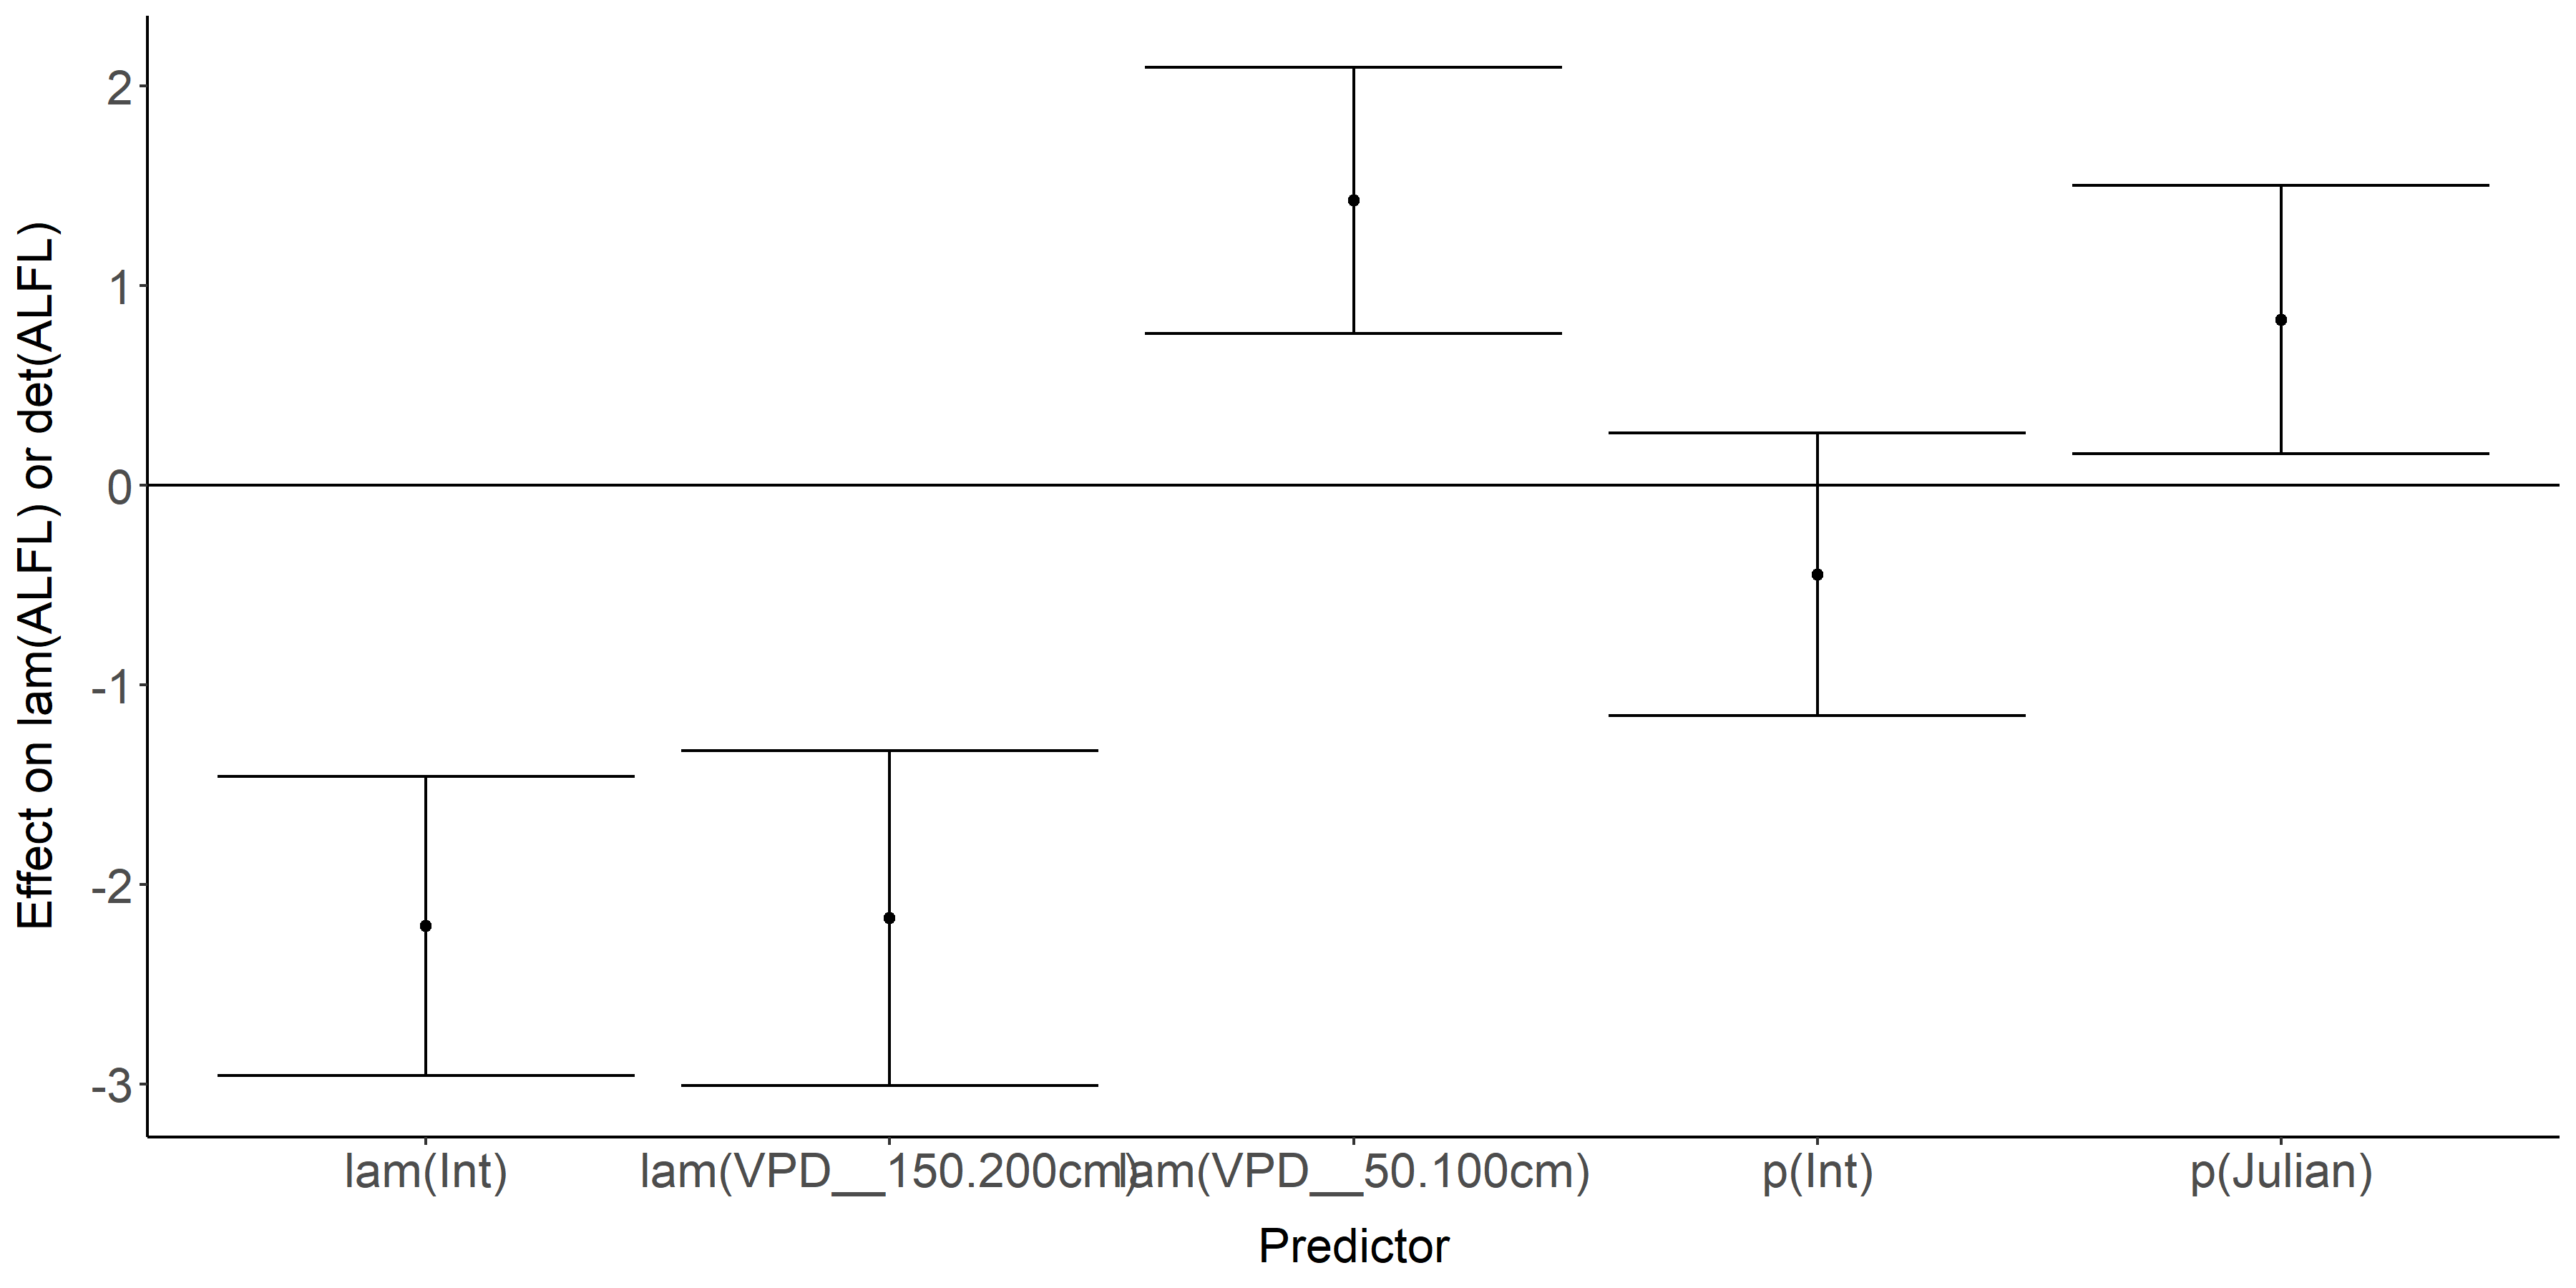 Effect on lam(ALFL) or det(ALFL)
2
1
0
-1
-2
-3
lam(Int) lam(VPD__150.200cm) lam(VPD__50.100cm) p(Int) p(Julian)
Predictor